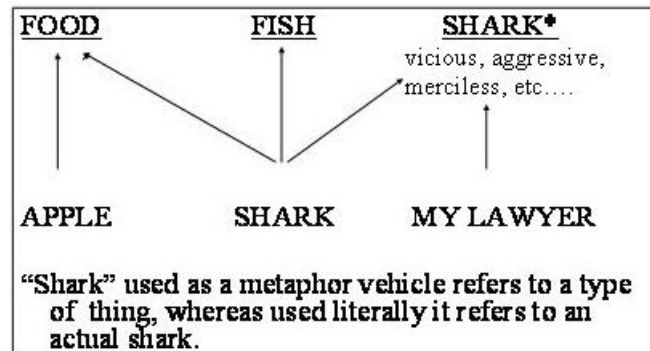 FOOD FISH SHARK*
vicious, aggressive,
merciless, etc….
APPLE SHARK MY LAWYER
“Shark” used as a metaphor vehicle refers to a type
of thing, whereas used literally it refers to an
actual shark.